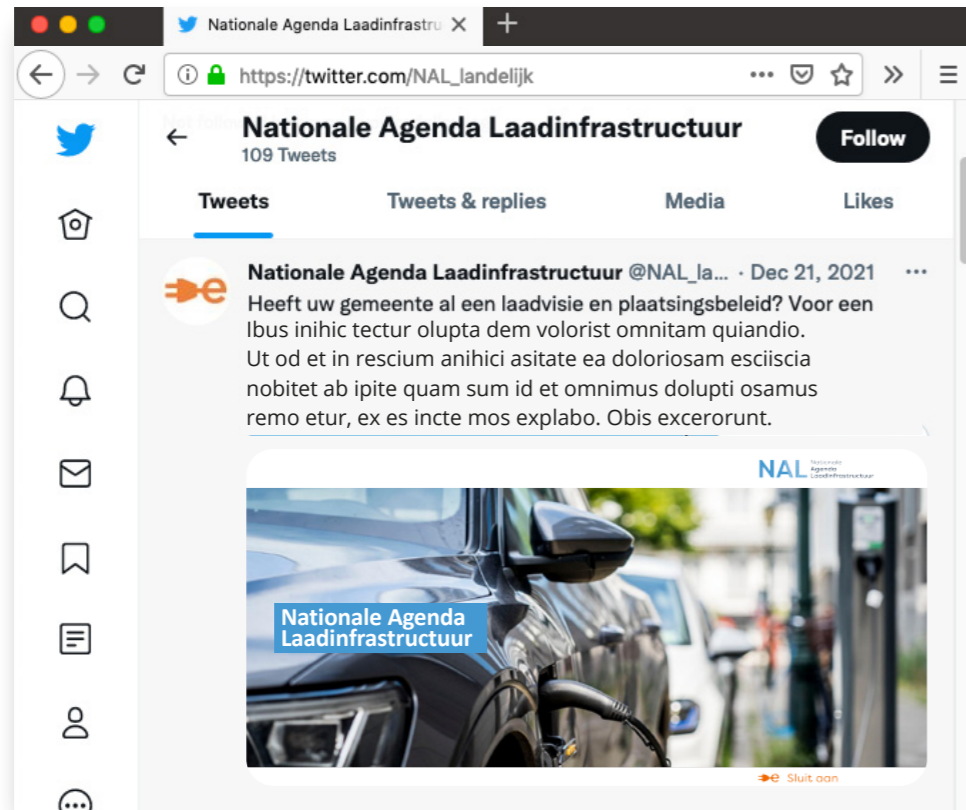 Nationale Agenda Laadinfrastru
https://twitter.com/NAL_landelijk
Nationale Agenda Laadinfrastructuur
109 Tweets
Follow
Tweets Tweets & replies Media Likes
Nationale Agenda Laadinfrastructuur @NAL_la... · Dec 21, 2021
Heeft uw gemeente al een laadvisie en plaatsingsbeleid? Voor een
Ibus inihic tectur olupta dem volorist omnitam quiandio.
Ut od et in rescium anihici asitate ea doloriosam esciiscia
nobitet ab ipite quam sum id et omnimus dolupti osamus
remo etur, ex es incte mos explabo. Obis excerorunt.
NAL
Nationale
Agenda
Laadinfrastructuur
Nationale Agenda
Laadinfrastructuur
Sluit aan